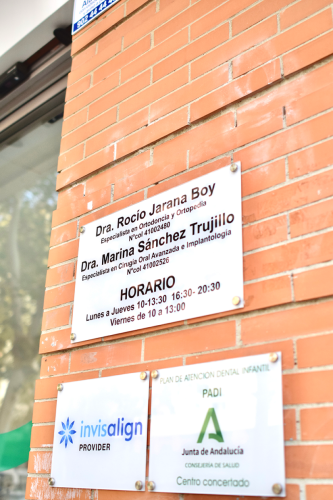 Dra. Rocío Jarana Boy
Especialista en Ortodoncia y Ortopedia
Nºcol 41002480
Dra. Marina Sánchez Trujillo
Especialista en Cirugía Oral Avanzada e Implantología
Nºcol 41002526
HORARIO
Lunes a Jueves 10-13:30 16:30- 20:30
Viernes de 10 a 13:00
invisalign
PROVIDER
PLAN DE ATENCIÓN DENTAL INFANTIL
PADI
Junta de Andalucía
CONSEJERÍA DE SALUD
Centro concertado